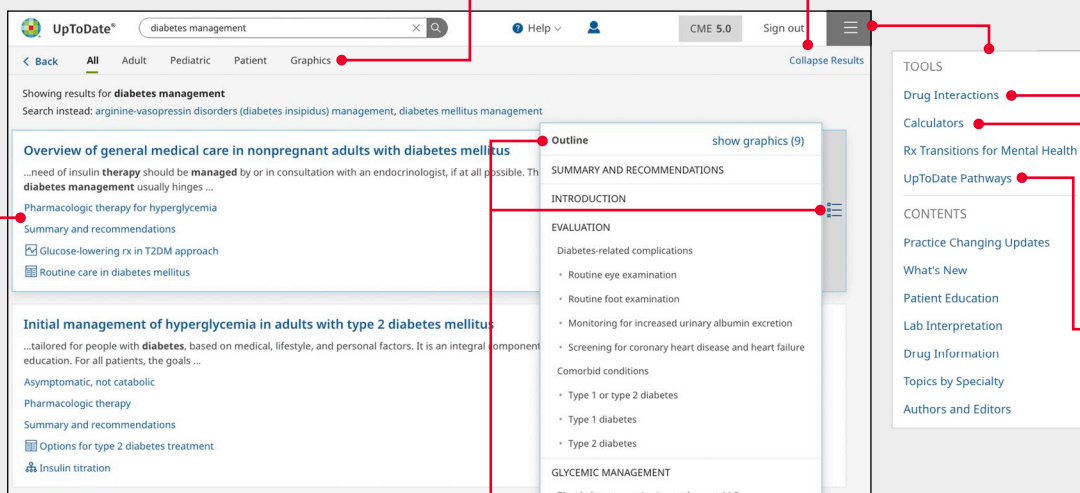 UpToDate®
diabetes management
Help
CME 5.0
Sign out
< Back
All
Adult
Pediatric
Patient
Graphics
Collapse Results
Showing results for diabetes management
Search instead: arginine-vasopressin disorders (diabetes insipidus) management, diabetes mellitus management
Overview of general medical care in nonpregnant adults with diabetes mellitus
...need of insulin therapy should be managed by or in consultation with an endocrinologist, if at all possible. Th
diabetes management usually hinges ...
Pharmacologic therapy for hyperglycemia
Summary and recommendations
Glucose-lowering rx in T2DM approach
Routine care in diabetes mellitus
Initial management of hyperglycemia in adults with type 2 diabetes mellitus
...tailored for people with diabetes, based on medical, lifestyle, and personal factors. It is an integral component
education. For all patients, the goals ...
Asymptomatic, not catabolic
Pharmacologic therapy
Summary and recommendations
Options for type 2 diabetes treatment
Insulin titration
Outline
show graphics (9)
SUMMARY AND RECOMMENDATIONS
INTRODUCTION
EVALUATION
Diabetes-related complications
• Routine eye examination
• Routine foot examination
• Monitoring for increased urinary albumin excretion
• Screening for coronary heart disease and heart failure
Comorbid conditions
• Type 1 or type 2 diabetes
• Type 1 diabetes
• Type 2 diabetes
GLYCEMIC MANAGEMENT
TOOLS
Drug Interactions
Calculators
Rx Transitions for Mental Health
UpToDate Pathways
CONTENTS
Practice Changing Updates
What's New
Patient Education
Lab Interpretation
Drug Information
Topics by Specialty
Authors and Editors